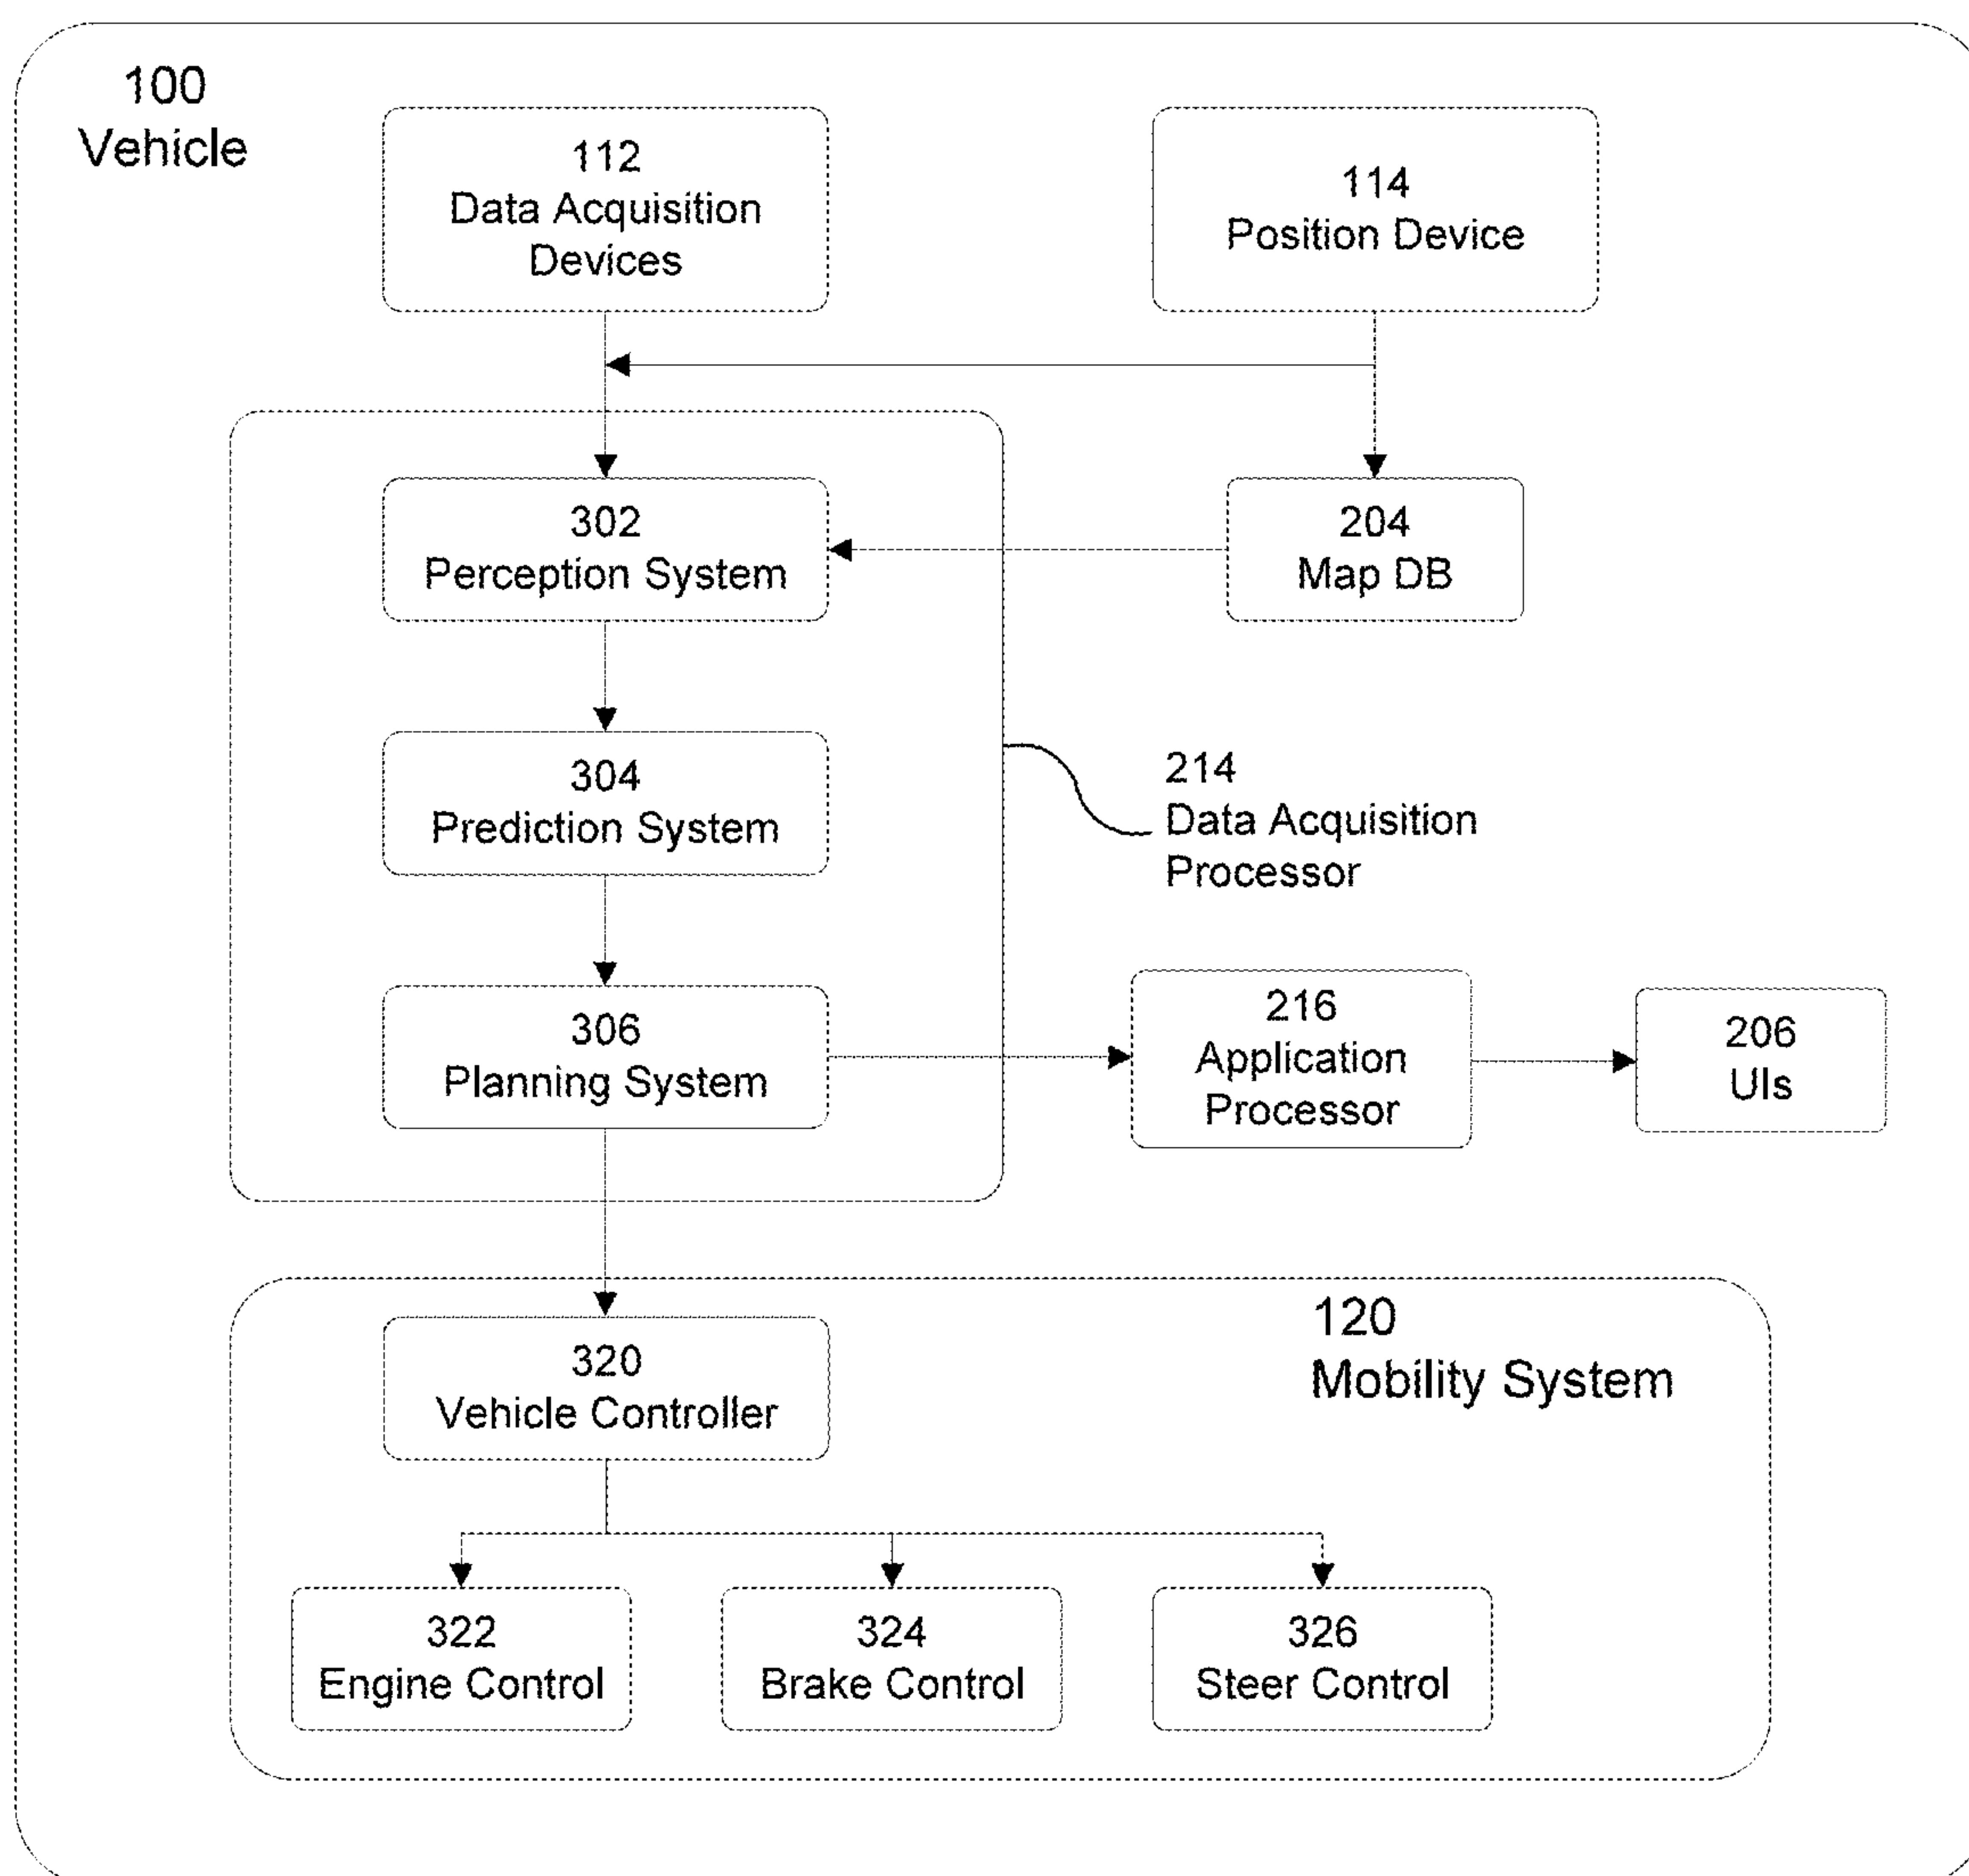 100
Vehicle
112
Data Acquisition
Devices
114
Position Device
302
Perception System
204
Map DB
304
Prediction System
214
Data Acquisition
Processor
306
Planning System
216
Application
Processor
206
UIs
120
Mobility System
320
Vehicle Controller
322
Engine Control
324
Brake Control
326
Steer Control